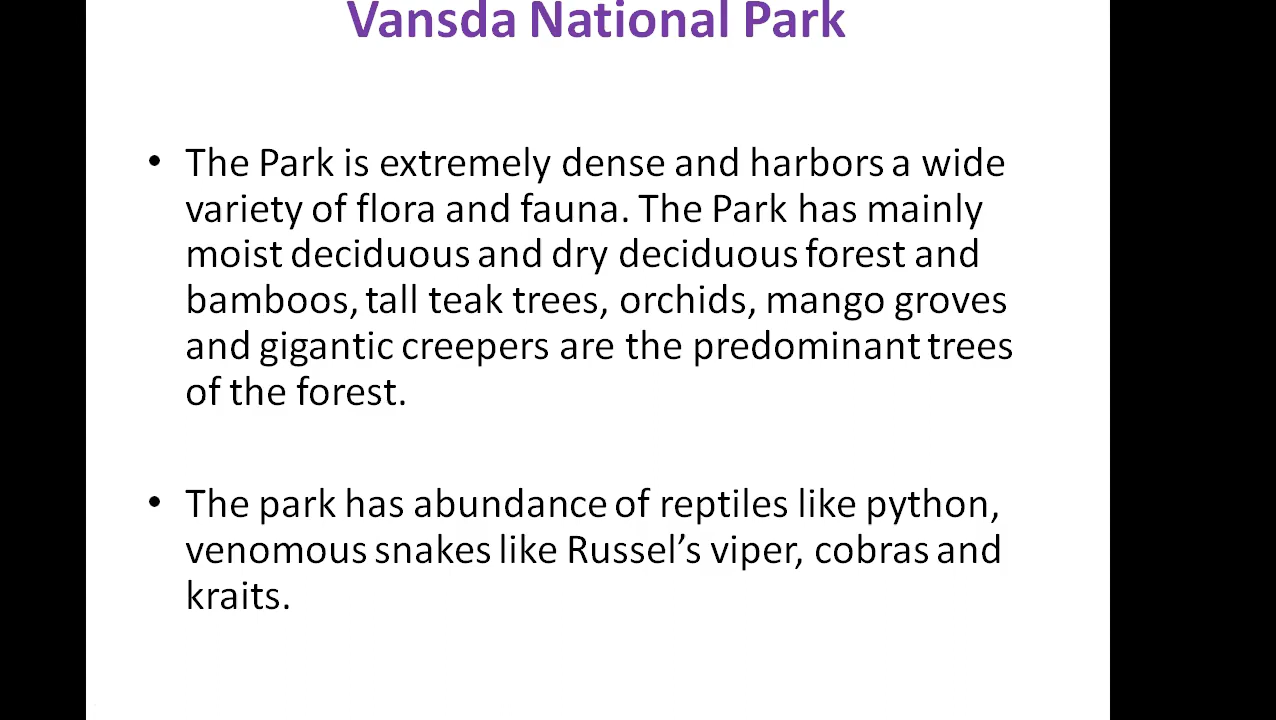 Vansda National Park
• The Park is extremely dense and harbors a wide
variety of flora and fauna. The Park has mainly
moist deciduous and dry deciduous forest and
bamboos, tall teak trees, orchids, mango groves
and gigantic creepers are the predominant trees
of the forest.
• The park has abundance of reptiles like python,
venomous snakes like Russel’s viper, cobras and
kraits.